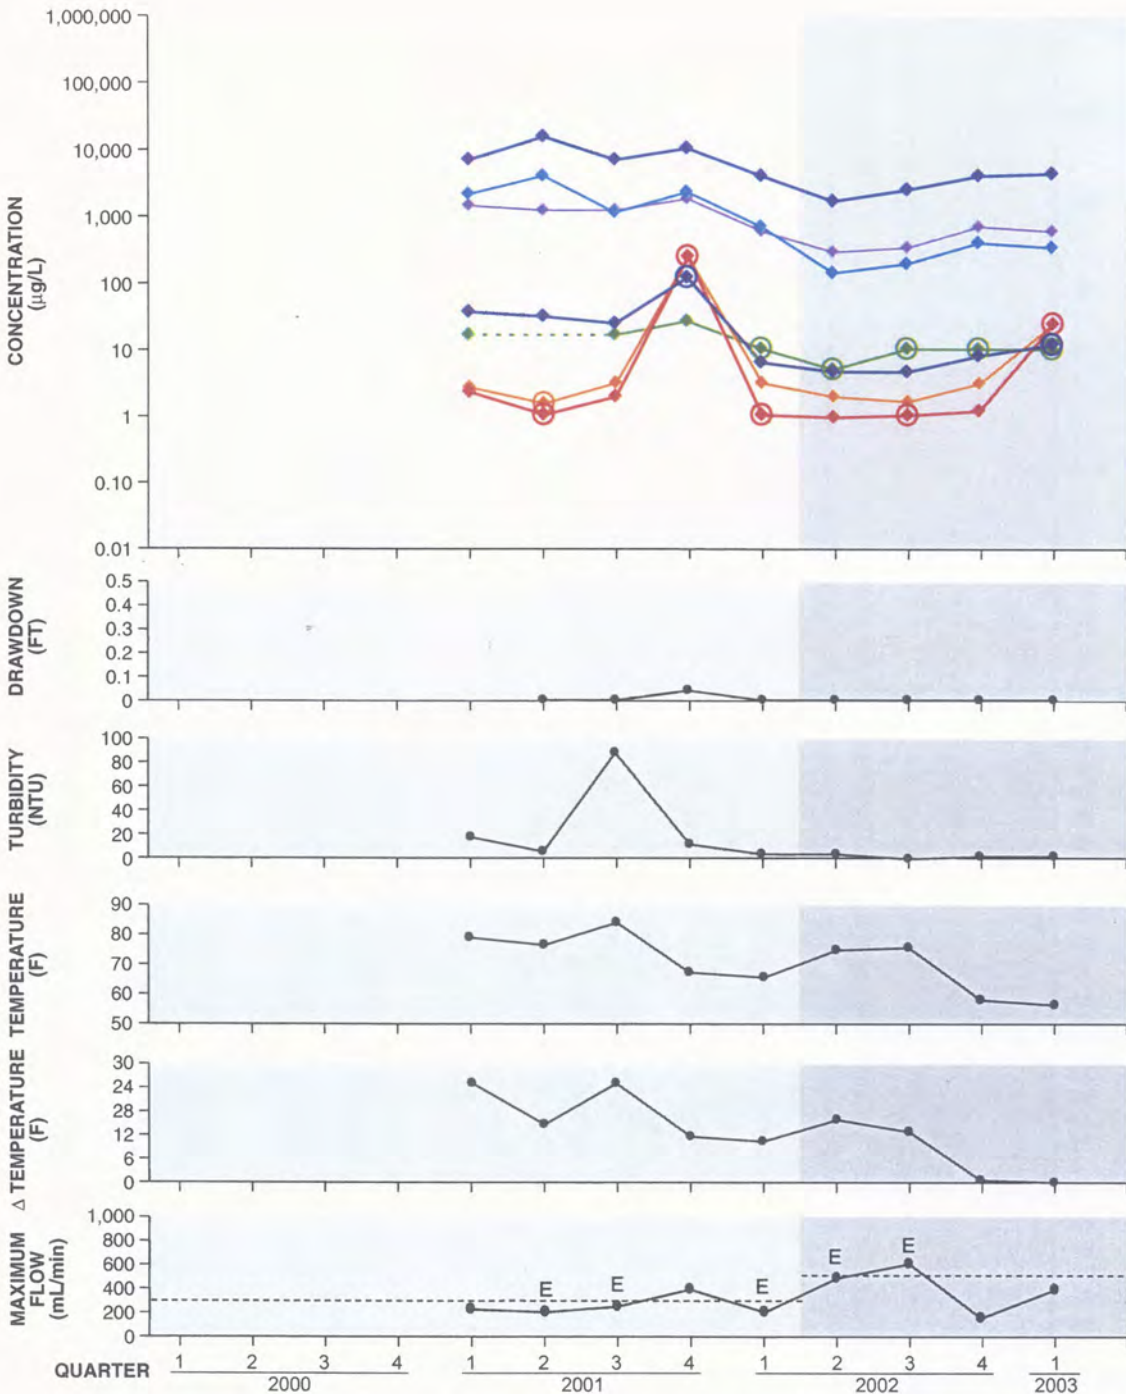 CONCENTRATION
(µg/L)
1,000,000
100,000
10,000
1,000
100
10
1
0.10
0.01
DRAWDOWN
(FT)
0.5
0.4
0.3
0.2
0.1
0
TURBIDITY
(NTU)
100
80
60
40
20
0
TEMPERATURE
(F)
90
80
70
60
50
Δ TEMPERATURE
(F)
30
24
28
12
6
0
MAXIMUM
FLOW
(mL/min)
1,000
800
600
400
200
0
E E E E E
QUARTER 1 2 3 4 1 2 3 4 1 2 3 4 1
2000 2001 2002 2003